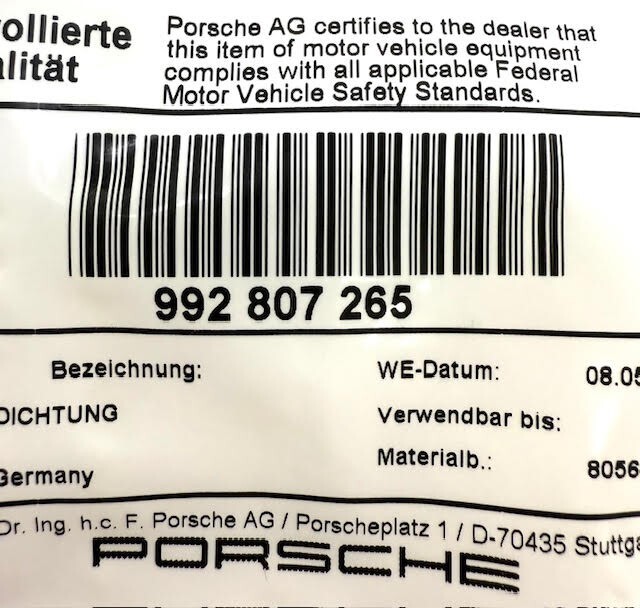 ollierte
alität
Porsche AG certifies to the dealer that
this item of motor vehicle equipment
complies with all applicable Federal
Motor Vehicle Safety Standards.
992 807 265
Bezeichnung:
DICHTUNG
Germany
WE-Datum: 08.05
Verwendbar bis:
Materialb.: 8056
Dr. Ing. h.c. F. Porsche AG / Porscheplatz 1 / D-70435 Stuttga
PORSCHE